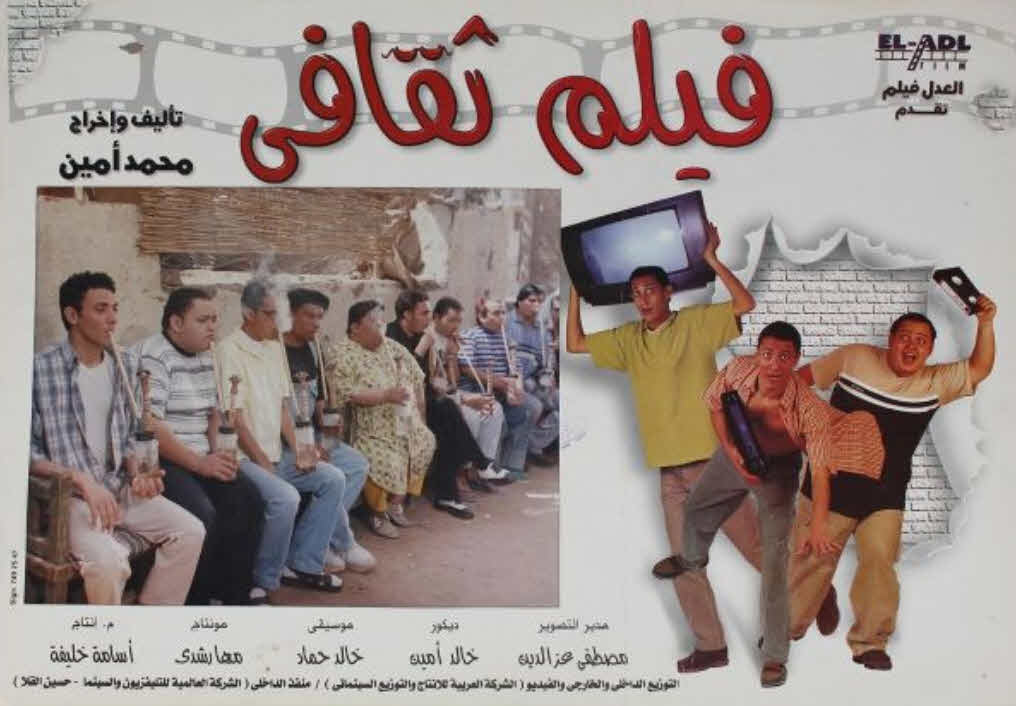 EL-ADL
FILM
العدل فيلم
تقدم
فيلم ثقافى
تأليف وإخراج
محمد أمين
مدير التصوير
مصطفى عز الدين
ديكور
خالد أمين
موسيقى
خالد حماد
مونتاج
مها رشدى
م. انتاج
أسامة خليفة
التوزيع الداخلى والخارجى والفيديو ( الشركة العربية للانتاج والتوزيع السينمائى ) / منفذ الداخلى ( الشركة العالمية للتليفزيون والسينما - حسين القلا )